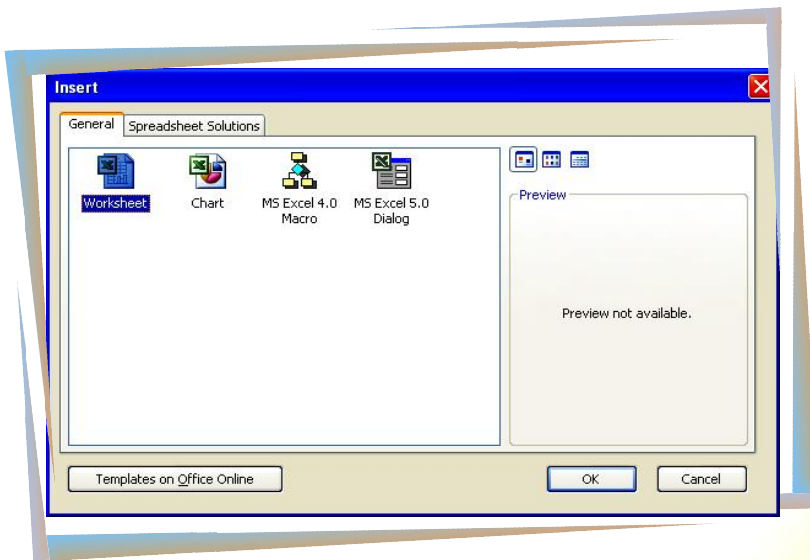 Insert
General Spreadsheet Solutions
Worksheet Chart MS Excel 4.0 Macro MS Excel 5.0 Dialog
Preview
Preview not available.
Templates on Office Online OK Cancel